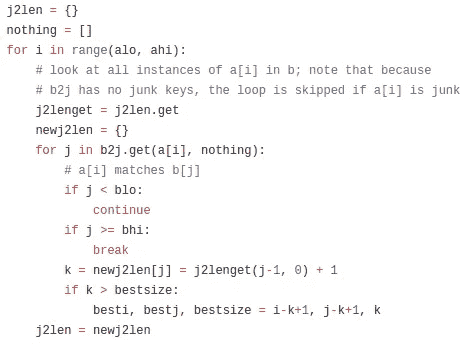 j2len = {}
nothing = []
for i in range(alo, ahi):
    # look at all instances of a[i] in b; note that because
    # b2j has no junk keys, the loop is skipped if a[i] is junk
    j2lenget = j2len.get
    newj2len = {}
    for j in b2j.get(a[i], nothing):
        # a[i] matches b[j]
        if j < blo:
            continue
        if j >= bhi:
            break
        k = newj2len[j] = j2lenget(j-1, 0) + 1
        if k > bestsize:
            besti, bestj, bestsize = i-k+1, j-k+1, k
    j2len = newj2len